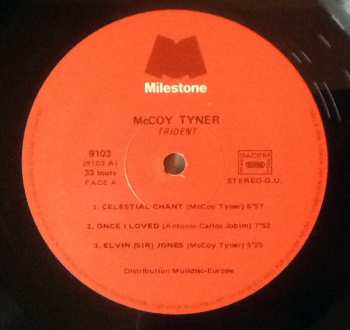 Milestone
McCOY TYNER
TRIDENT
9103
(9103 A)
33 tours
FACE A
STEREO-G.U.
1. CELESTIAL CHANT (McCoy Tyner) 6'57
2. ONCE I LOVED (Antonio Carlos Jobim) 7'52
3. ELVIN (SIR) JONES (McCoy Tyner) 5'25
Distribution Musidisc-Europe